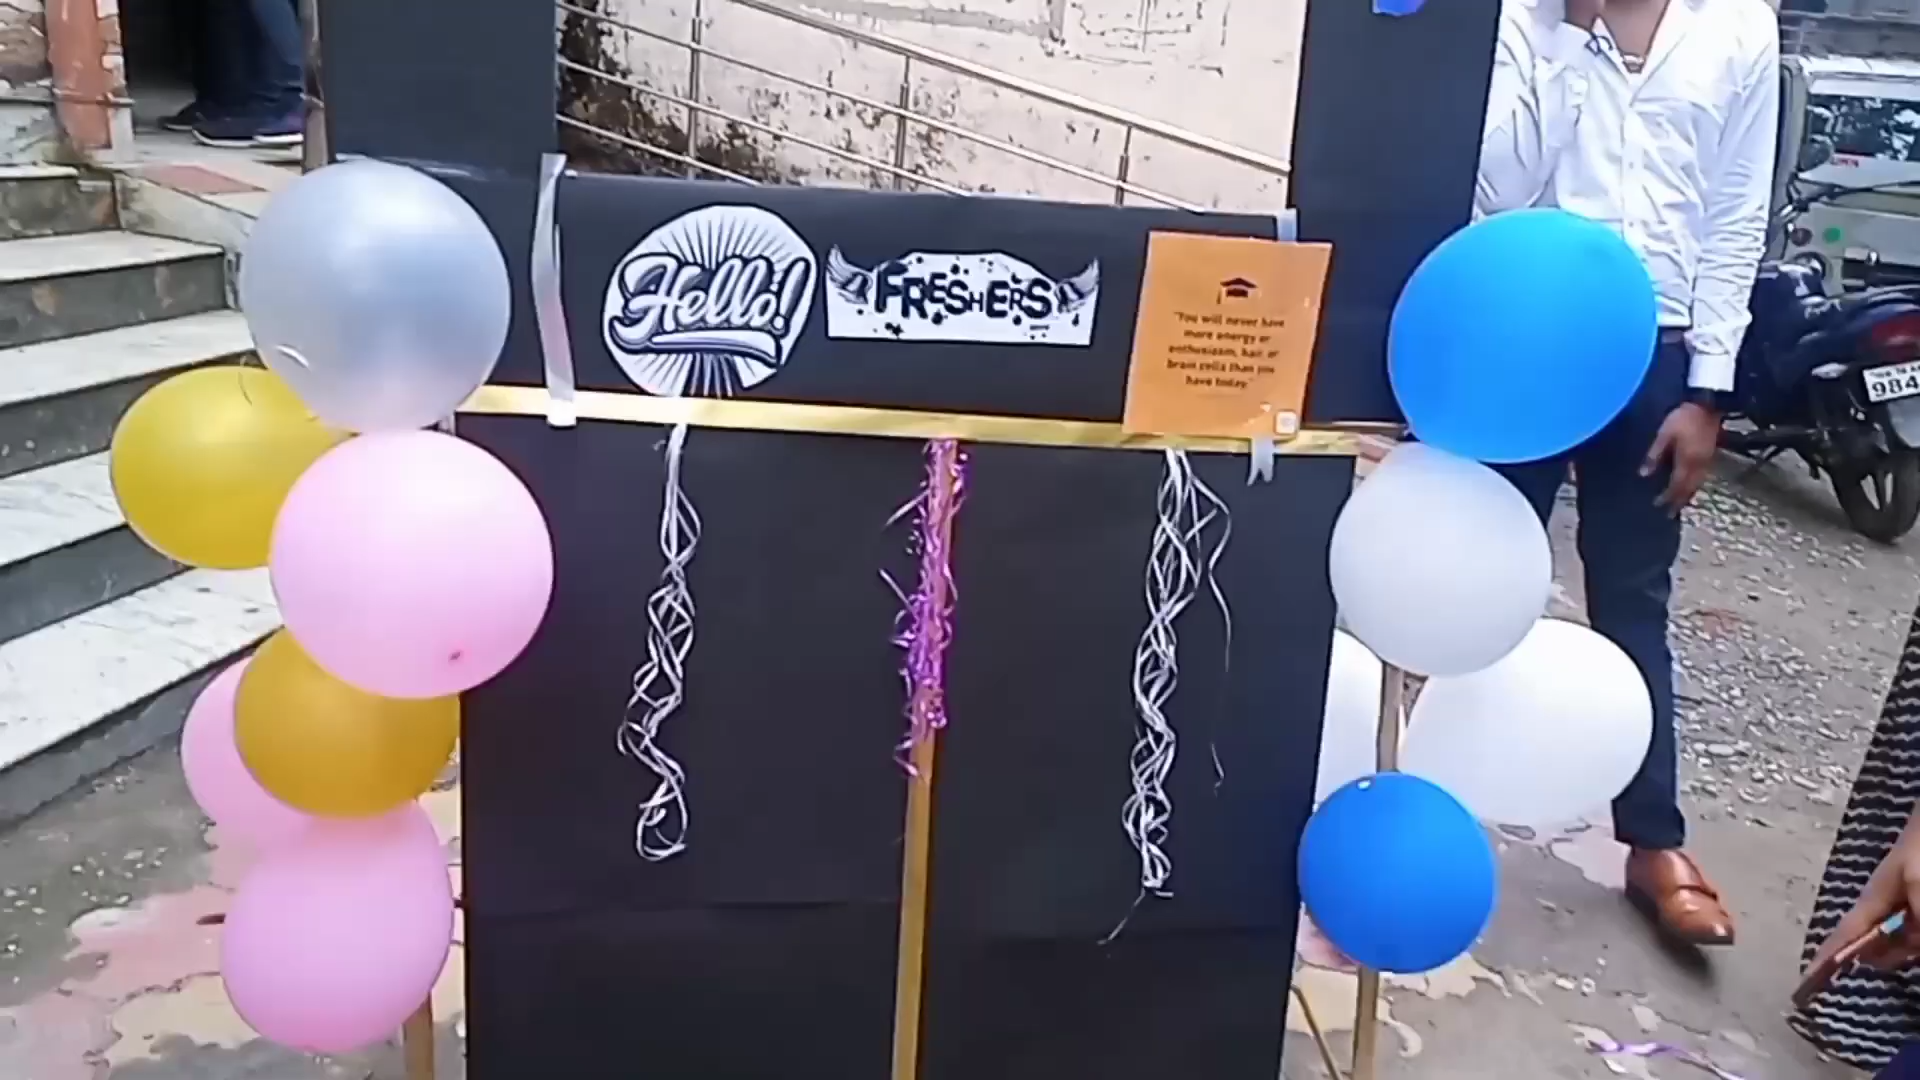 Hello!
FRESHERS
"You will never have
more energy or
enthusiasm, hair, or
brain cells than you
have today."
984